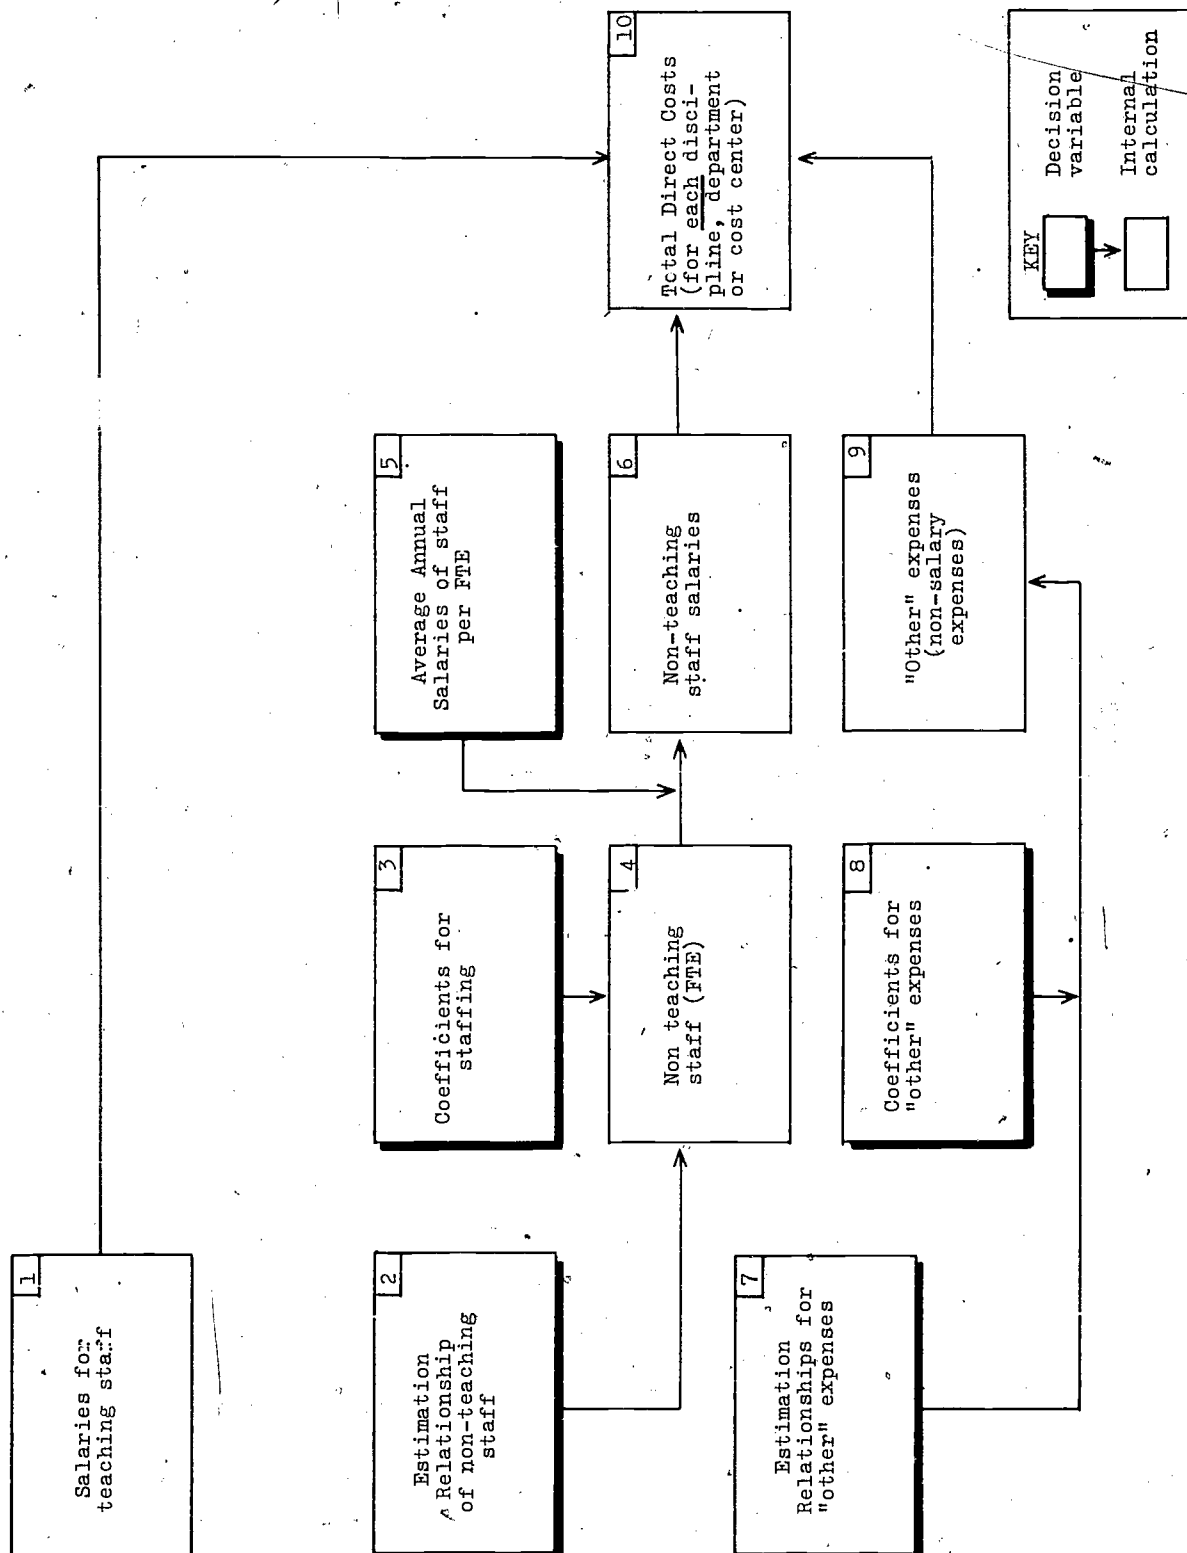 1
Salaries for
teaching staff
2
Estimation
Relationship
of non-teaching
staff
3
Coefficients for
staffing
4
Non teaching
staff (FTE)
5
Average Annual
Salaries of staff
per FTE
6
Non-teaching
staff salaries
7
Estimation
Relationships for
"other" expenses
8
Coefficients for
"other" expenses
9
"Other" expenses
(non-salary
expenses)
10
Total Direct Costs
(for each disci-
pline, department
or cost center)
KEY
Decision
variable
Internal
calculation